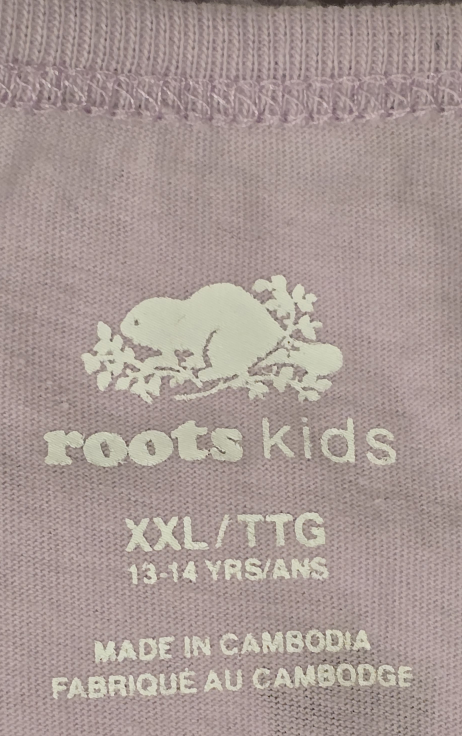 roots kids
XXL/TTG
13-14 YRS/ANS
MADE IN CAMBODIA
FABRIQUÉ AU CAMBODGE